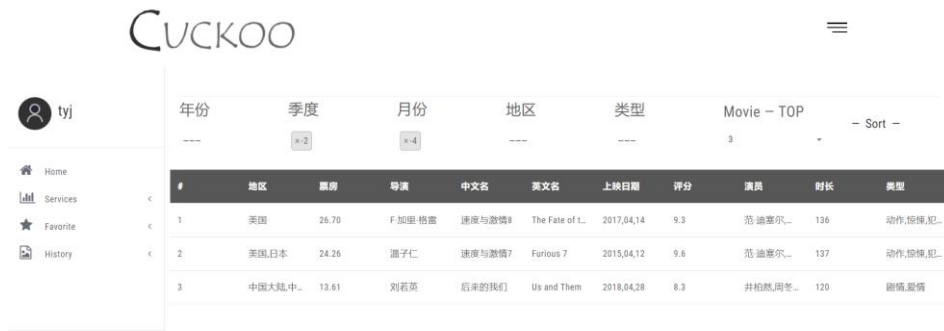 CUCKOO
tyj
Home
Services
Favorite
History
年份 季度 月份 地区 类型 Movie — TOP — Sort —
--- ×-2 ×-4 --- --- 3
# 地区 票房 导演 中文名 英文名 上映日期 评分 演员 时长 类型
1 美国 26.70 F·加里·格雷 速度与激情8 The Fate of t... 2017,04,14 9.3 范·迪塞尔,... 136 动作,惊悚,犯...
2 美国,日本 24.26 温子仁 速度与激情7 Furious 7 2015,04,12 9.6 范·迪塞尔,... 137 动作,惊悚,犯...
3 中国大陆,中... 13.61 刘若英 后来的我们 Us and Them 2018,04,28 8.3 井柏然,周冬... 120 剧情,爱情